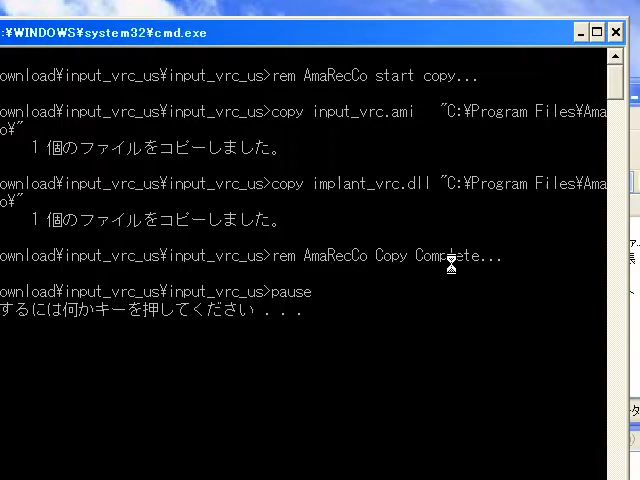 :¥WINDOWS¥system32¥cmd.exe
ownload¥input_vrc_us¥input_vrc_us>rem AmaRecCo start copy...
ownload¥input_vrc_us¥input_vrc_us>copy input_vrc.ami "C:¥Program Files¥Ama
o¥"
1 個のファイルをコピーしました。
ownload¥input_vrc_us¥input_vrc_us>copy implant_vrc.dll "C:¥Program Files¥Ama
o¥"
1 個のファイルをコピーしました。
ownload¥input_vrc_us¥input_vrc_us>rem AmaRecCo Copy Complete...
ownload¥input_vrc_us¥input_vrc_us>pause
するには何かキーを押してください . . .